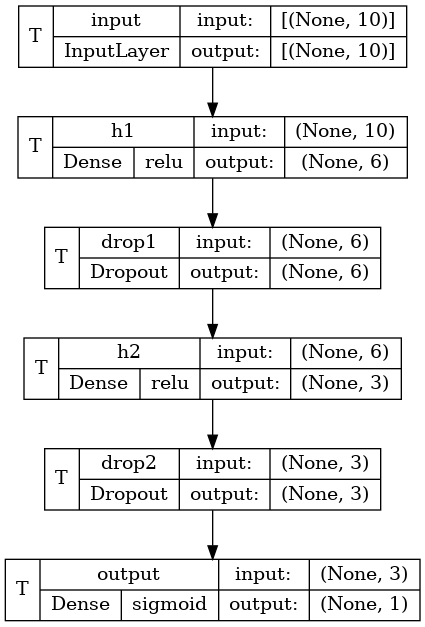 T input input: [(None, 10)]
InputLayer output: [(None, 10)]
T h1 input: (None, 10)
Dense relu output: (None, 6)
T drop1 input: (None, 6)
Dropout output: (None, 6)
T h2 input: (None, 6)
Dense relu output: (None, 3)
T drop2 input: (None, 3)
Dropout output: (None, 3)
T output input: (None, 3)
Dense sigmoid output: (None, 1)